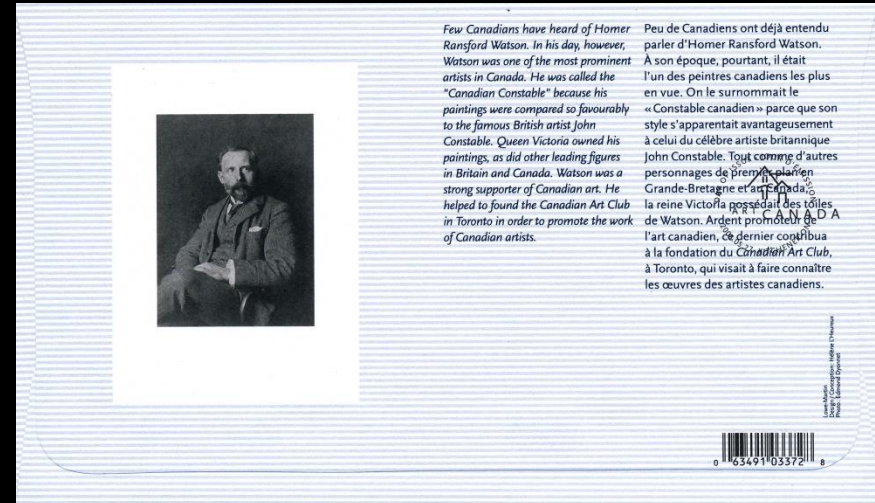 Few Canadians have heard of Homer
Ransford Watson. In his day, however,
Watson was one of the most prominent
artists in Canada. He was called the
"Canadian Constable" because his
paintings were compared so favourably
to the famous British artist John
Constable. Queen Victoria owned his
paintings, as did other leading figures
in Britain and Canada. Watson was a
strong supporter of Canadian art. He
helped to found the Canadian Art Club
in Toronto in order to promote the work
of Canadian artists.
Peu de Canadiens ont déjà entendu
parler d'Homer Ransford Watson.
À son époque, pourtant, il était
l'un des peintres canadiens les plus
en vue. On le surnommait le
« Constable canadien » parce que son
style s'apparentait avantageusement
à celui du célèbre artiste britannique
John Constable. Tout comme d'autres
personnages de premier plan en
Grande-Bretagne et au Canada,
la reine Victoria possédait des toiles
de Watson. Ardent promoteur de
l'art canadien, ce dernier contribua
à la fondation du Canadian Art Club,
à Toronto, qui visait à faire connaître
les œuvres des artistes canadiens.
ART CANADA
Lowe-Martin
Design / Conception: Hélène L'Heureux
Photo: Edmond Dyonnet
0 63491 03372 8